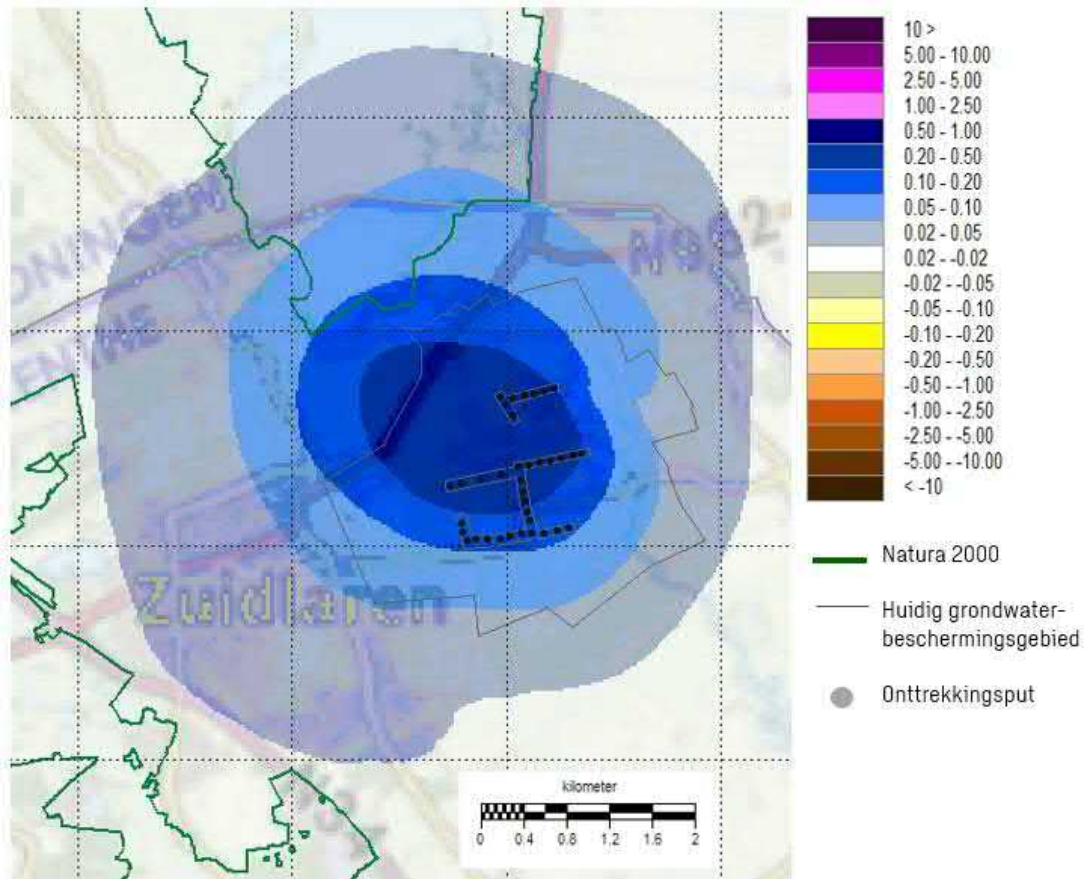 10 >
5.00 - 10.00
2.50 - 5.00
1.00 - 2.50
0.50 - 1.00
0.20 - 0.50
0.10 - 0.20
0.05 - 0.10
0.02 - 0.05
0.02 - -0.02
-0.02 - -0.05
-0.05 - -0.10
-0.10 - -0.20
-0.20 - -0.50
-0.50 - -1.00
-1.00 - -2.50
-2.50 - -5.00
-5.00 - -10.00
< -10
Natura 2000
Huidig grondwater-
beschermingsgebied
Onttrekkingsput
Zuidlaren
kilometer
0 0.4 0.8 1.2 1.6 2